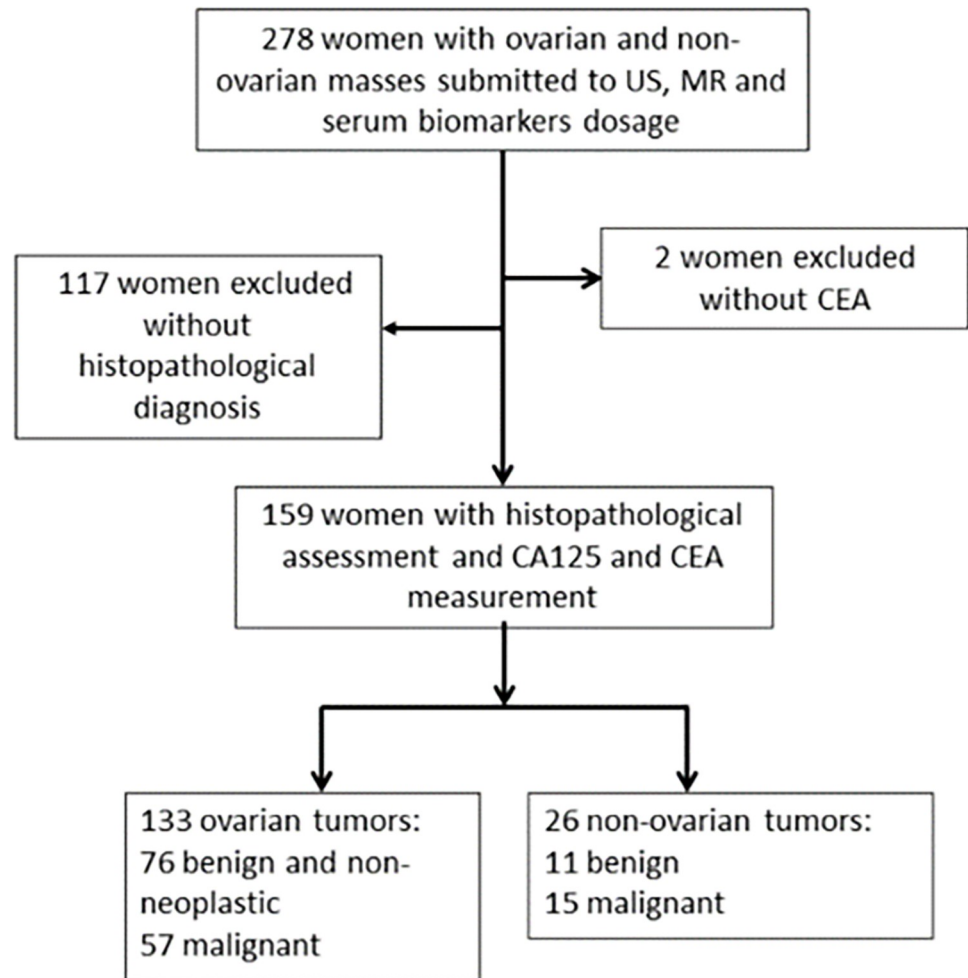 278 women with ovarian and non-
ovarian masses submitted to US, MR and
serum biomarkers dosage
2 women excluded
without CEA
117 women excluded
without
histopathological
diagnosis
159 women with histopathological
assessment and CA125 and CEA
measurement
133 ovarian tumors:
76 benign and non-
neoplastic
57 malignant
26 non-ovarian tumors:
11 benign
15 malignant